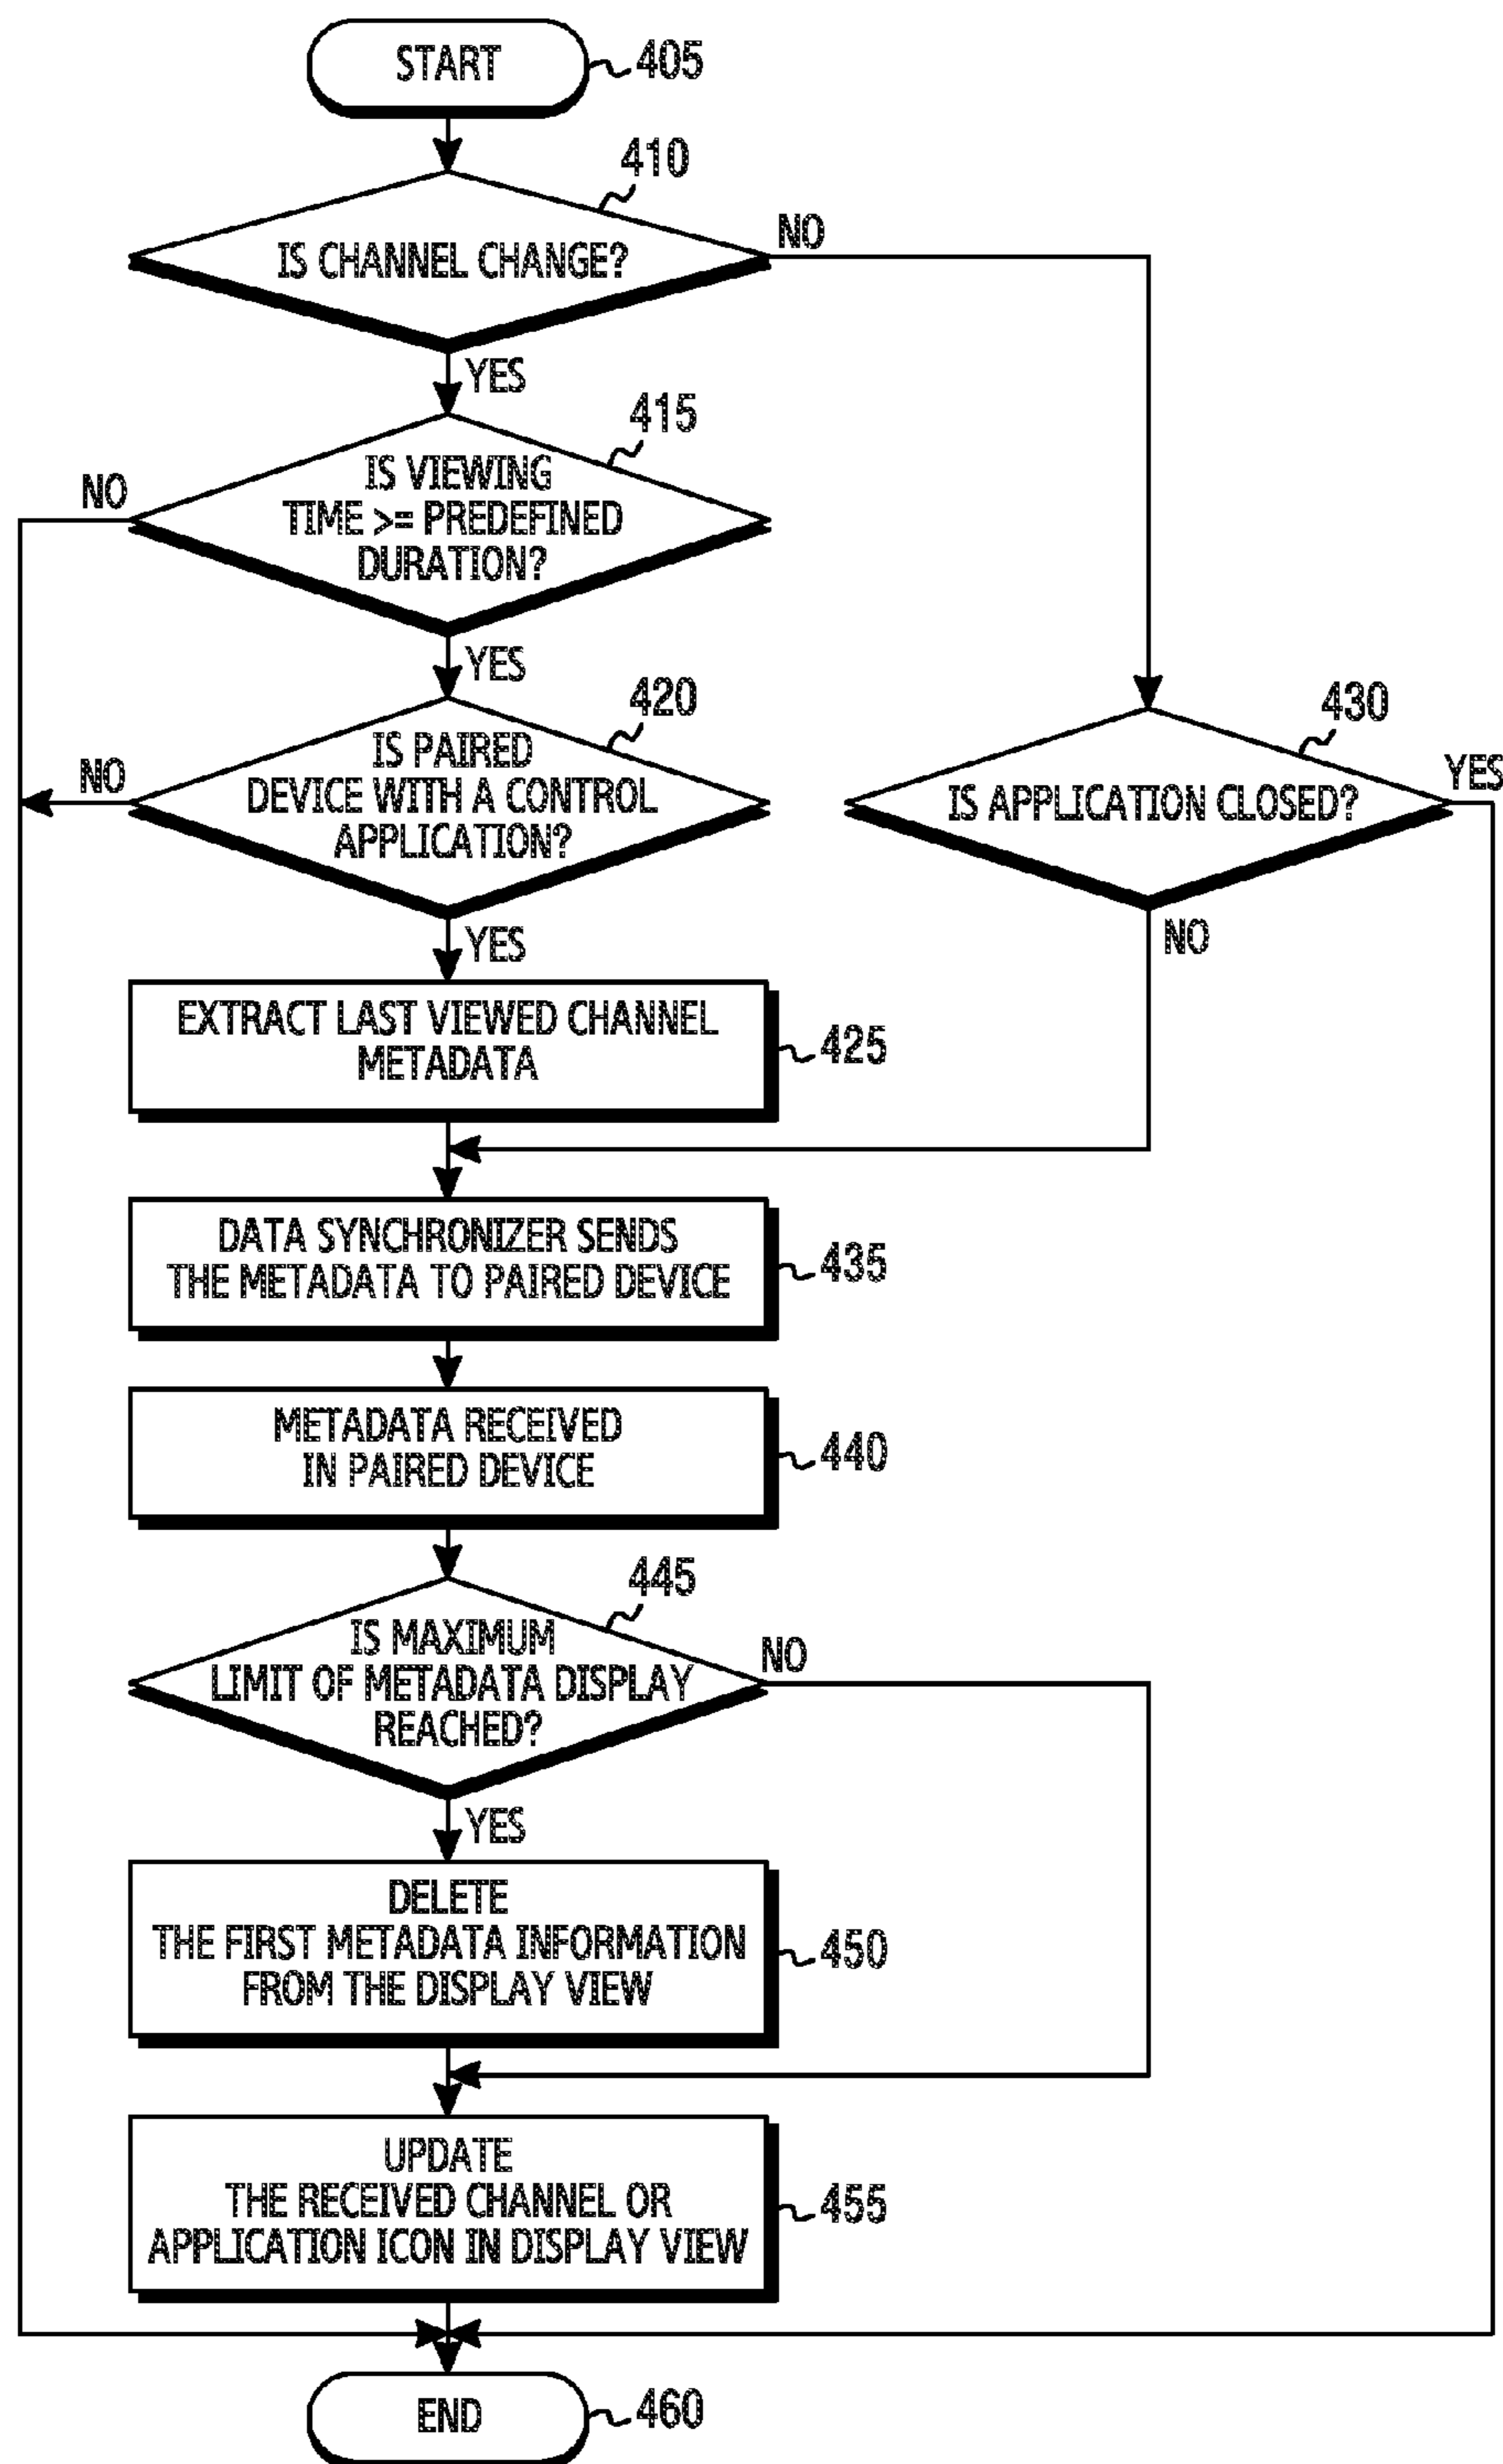 START
405
410
IS CHANNEL CHANGE?
NO
YES
415
IS VIEWING
TIME >= PREDEFINED
DURATION?
NO
YES
420
IS PAIRED
DEVICE WITH A CONTROL
APPLICATION?
NO
YES
430
IS APPLICATION CLOSED?
YES
NO
EXTRACT LAST VIEWED CHANNEL
METADATA
425
DATA SYNCHRONIZER SENDS
THE METADATA TO PAIRED DEVICE
435
METADATA RECEIVED
IN PAIRED DEVICE
440
445
IS MAXIMUM
LIMIT OF METADATA DISPLAY
REACHED?
NO
YES
DELETE
THE FIRST METADATA INFORMATION
FROM THE DISPLAY VIEW
450
UPDATE
THE RECEIVED CHANNEL OR
APPLICATION ICON IN DISPLAY VIEW
455
END
460